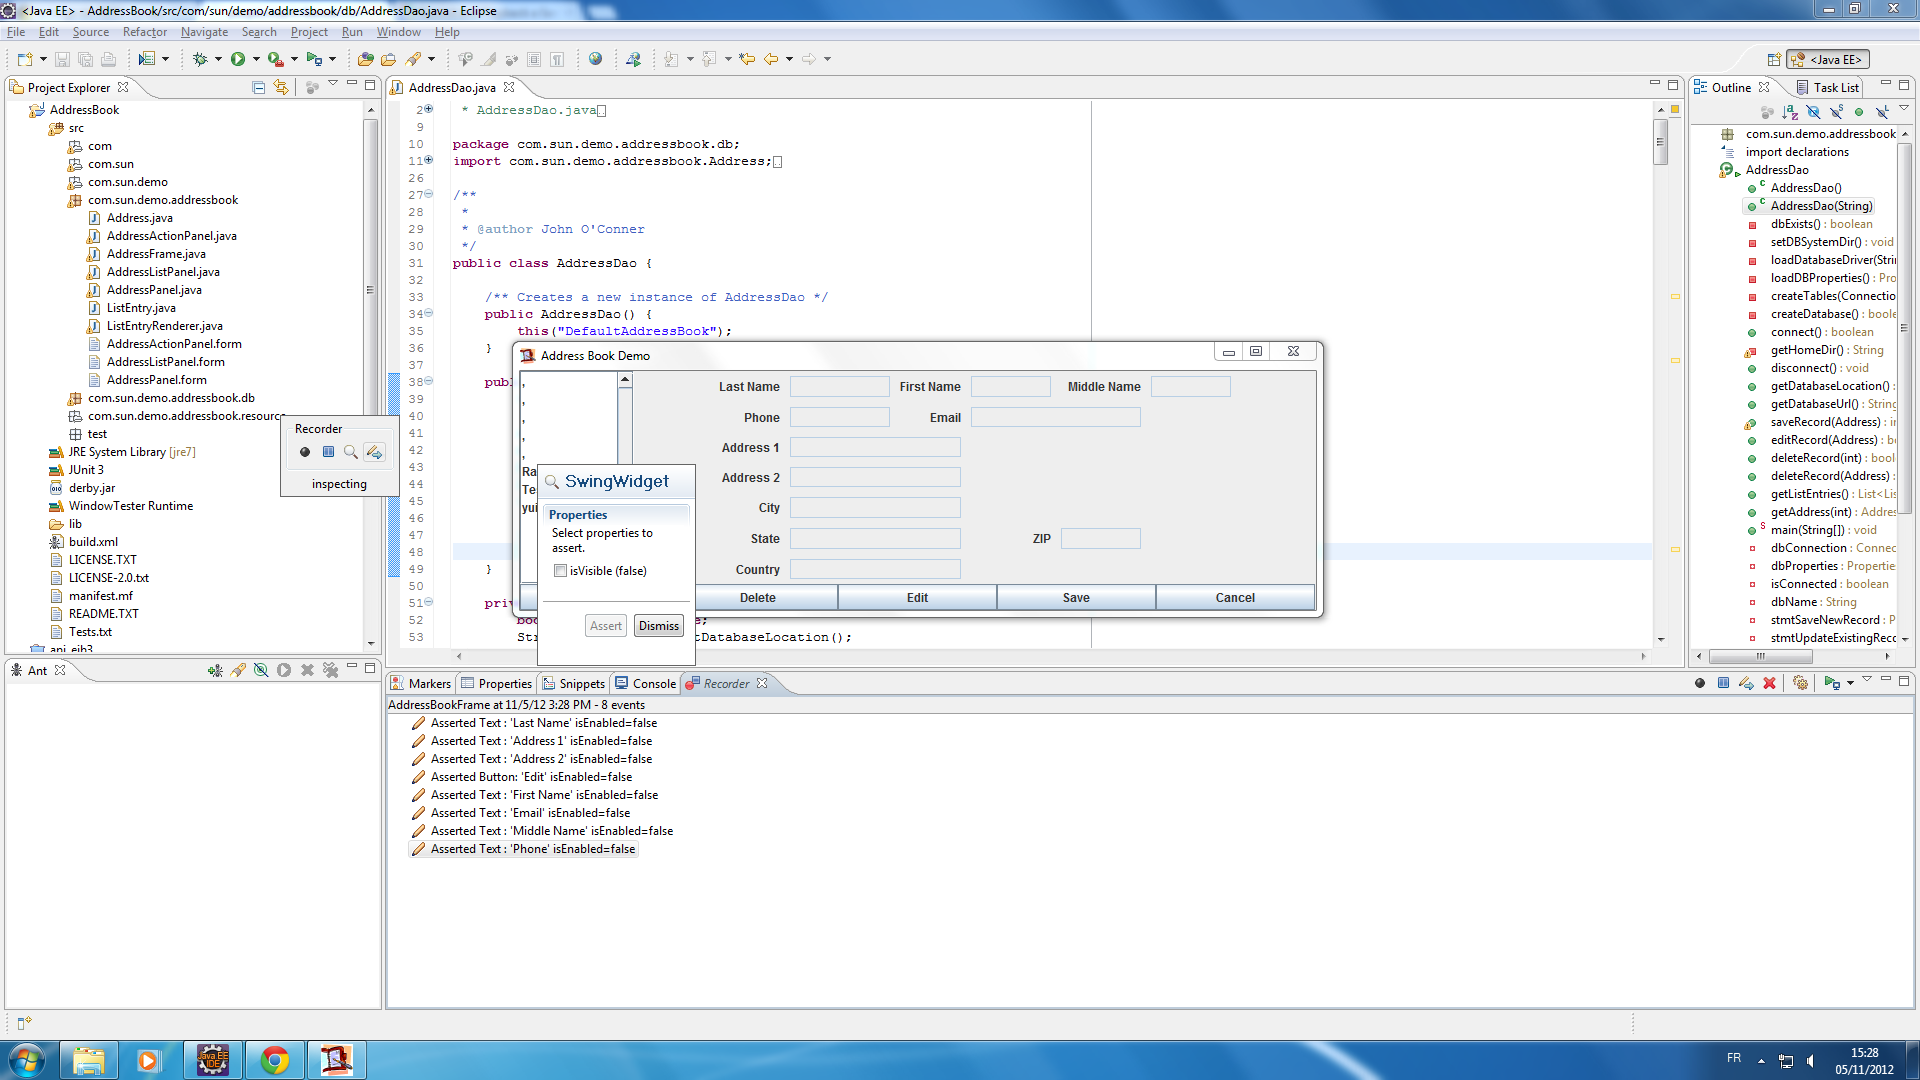 <Java EE> - AddressBook/src/com/sun/demo/addressbook/db/AddressDao.java - Eclipse
File Edit Source Refactor Navigate Search Project Run Window Help
<Java EE>
Project Explorer
AddressBook
src
com
com.sun
com.sun.demo
com.sun.demo.addressbook
Address.java
AddressActionPanel.java
AddressFrame.java
AddressListPanel.java
AddressPanel.java
ListEntry.java
ListEntryRenderer.java
AddressActionPanel.form
AddressListPanel.form
AddressPanel.form
com.sun.demo.addressbook.db
com.sun.demo.addressbook.resource
test
JRE System Library [jre7]
JUnit 3
derby.jar
WindowTester Runtime
lib
build.xml
LICENSE.TXT
LICENSE-2.0.txt
manifest.mf
README.TXT
Tests.txt
Recorder
inspecting
AddressDao.java
2 * AddressDao.java
9
10 package com.sun.demo.addressbook.db;
11 import com.sun.demo.addressbook.Address;
26
27 /**
28 *
29 * @author John O'Conner
30 */
31 public class AddressDao {
32
33 /** Creates a new instance of AddressDao */
34 public AddressDao() {
35 this("DefaultAddressBook");
36 }
37
38 pub
39
40
41
42
43
44
45
46
47
48
49 }
50
51 pri
52 boo e;
53 Str tDatabaseLocation();
Address Book Demo
,
,
,
,
,
Ra
Te
yui
Last Name First Name Middle Name
Phone Email
Address 1
Address 2
City
State ZIP
Country
Delete Edit Save Cancel
SwingWidget
Properties
Select properties to
assert.
isVisible (false)
Assert Dismiss
Outline Task List
com.sun.demo.addressbook
import declarations
AddressDao
AddressDao()
AddressDao(String)
dbExists() : boolean
setDBSystemDir() : void
loadDatabaseDriver(Strin
loadDBProperties() : Pro
createTables(Connectio
createDatabase() : boole
connect() : boolean
getHomeDir() : String
disconnect() : void
getDatabaseLocation() :
getDatabaseUrl() : String
saveRecord(Address) : in
editRecord(Address) : b
deleteRecord(int) : boole
deleteRecord(Address) :
getListEntries() : List<Lis
getAddress(int) : Addres
main(String[]) : void
dbConnection : Connec
dbProperties : Propertie
isConnected : boolean
dbName : String
stmtSaveNewRecord : P
stmtUpdateExistingRec
Ant
Markers Properties Snippets Console Recorder
AddressBookFrame at 11/5/12 3:28 PM - 8 events
Asserted Text : 'Last Name' isEnabled=false
Asserted Text : 'Address 1' isEnabled=false
Asserted Text : 'Address 2' isEnabled=false
Asserted Button: 'Edit' isEnabled=false
Asserted Text : 'First Name' isEnabled=false
Asserted Text : 'Email' isEnabled=false
Asserted Text : 'Middle Name' isEnabled=false
Asserted Text : 'Phone' isEnabled=false
Java EE
IDE
FR
15:28
05/11/2012